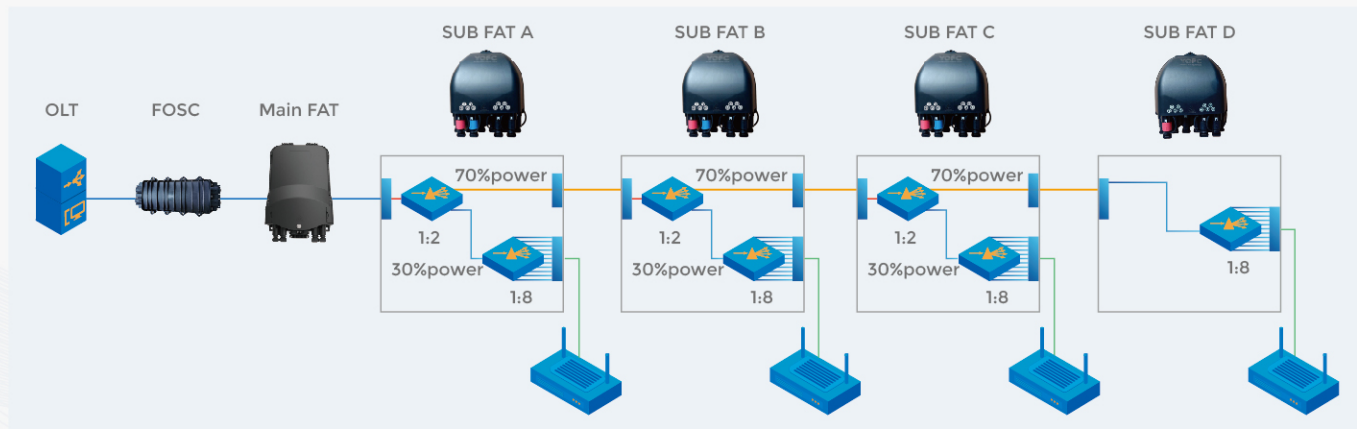 SUB FAT A
SUB FAT B
SUB FAT C
SUB FAT D
OLT
FOSC
Main FAT
70%power
70%power
70%power
1:2
1:2
1:2
30%power
30%power
30%power
1:8
1:8
1:8
1:8